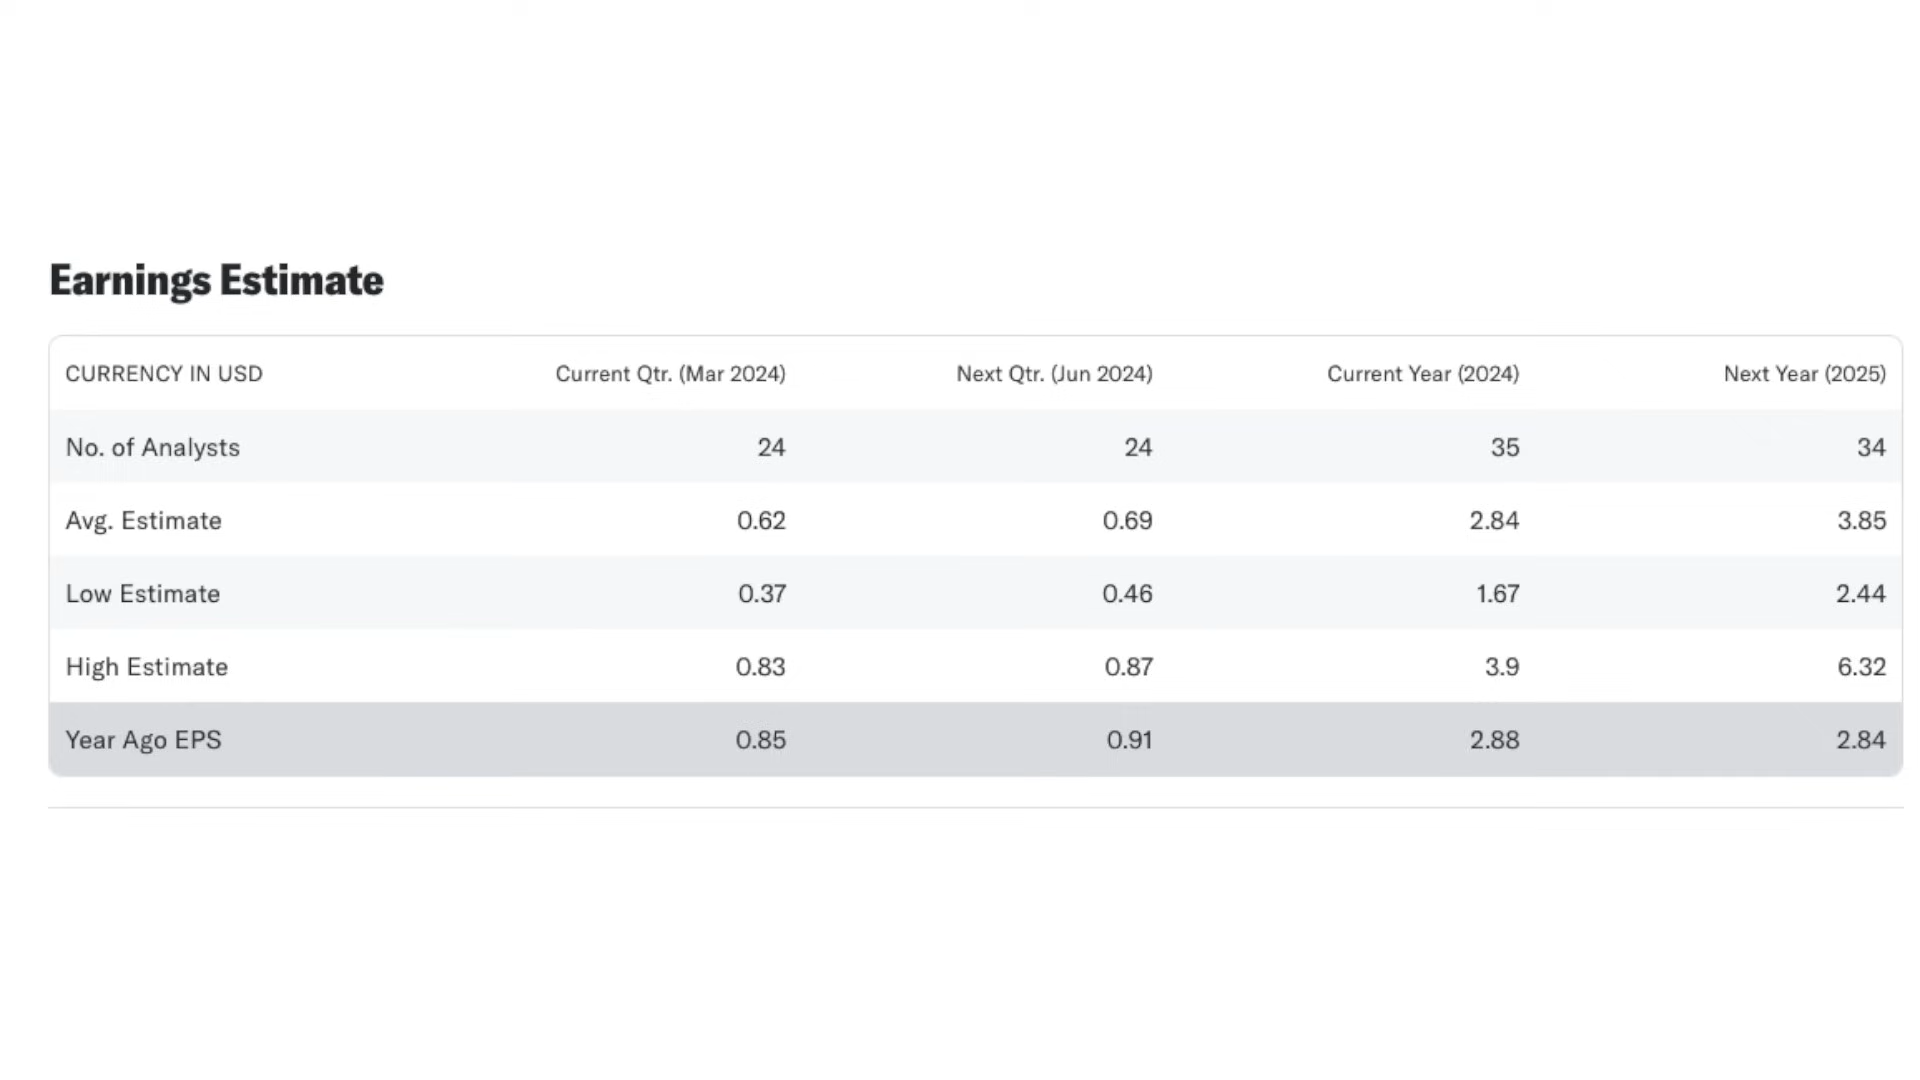 Earnings Estimate
CURRENCY IN USD Current Qtr. (Mar 2024) Next Qtr. (Jun 2024) Current Year (2024) Next Year (2025)
No. of Analysts 24 24 35 34
Avg. Estimate 0.62 0.69 2.84 3.85
Low Estimate 0.37 0.46 1.67 2.44
High Estimate 0.83 0.87 3.9 6.32
Year Ago EPS 0.85 0.91 2.88 2.84